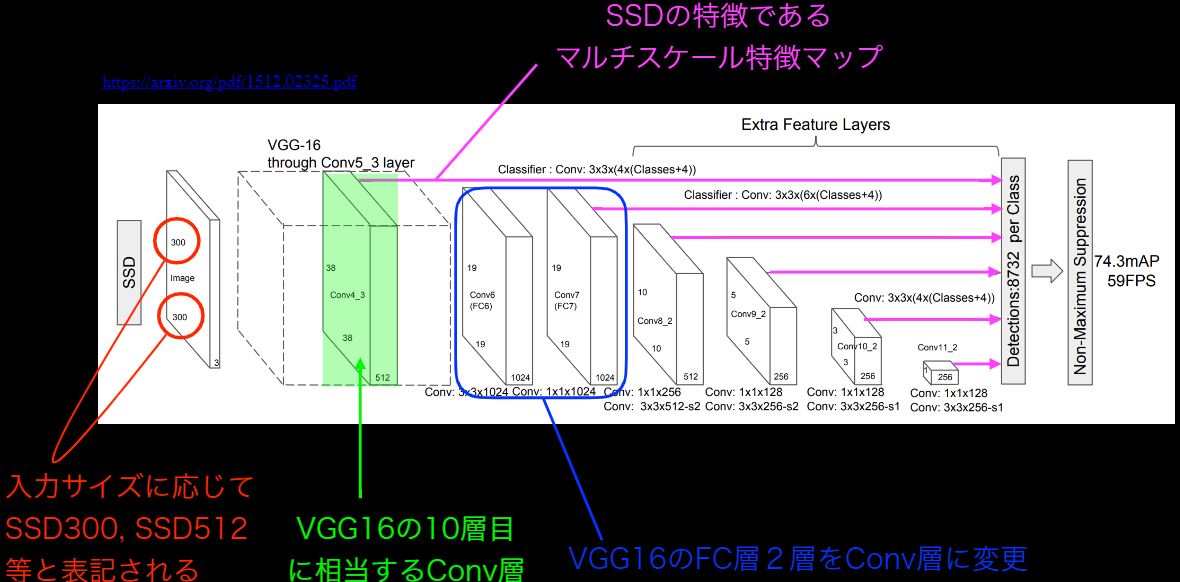 SSDの特徴である
マルチスケール特徴マップ
https://arxiv.org/pdf/1512.02325.pdf
Extra Feature Layers
VGG-16
through Conv5_3 layer
Classifier : Conv: 3x3x(4x(Classes+4))
Classifier : Conv: 3x3x(6x(Classes+4))
SSD
300
Image
300
3
38
Conv4_3
38
512
19
Conv6
(FC6)
19
1024
19
Conv7
(FC7)
19
1024
10
Conv8_2
10
512
5
Conv9_2
5
256
Conv: 3x3x(4x(Classes+4))
3
Conv10_2
3
256
Conv11_2
1
256
Detections:8732 per Class
Non-Maximum Suppression
74.3mAP
59FPS
Conv: 3x3x1024
Conv: 1x1x1024
Conv: 1x1x256
Conv: 3x3x512-s2
Conv: 1x1x128
Conv: 3x3x256-s2
Conv: 1x1x128
Conv: 3x3x256-s1
Conv: 1x1x128
Conv: 3x3x256-s1
入力サイズに応じて
SSD300, SSD512
等と表記される
VGG16の10層目
に相当するConv層
VGG16のFC層２層をConv層に変更